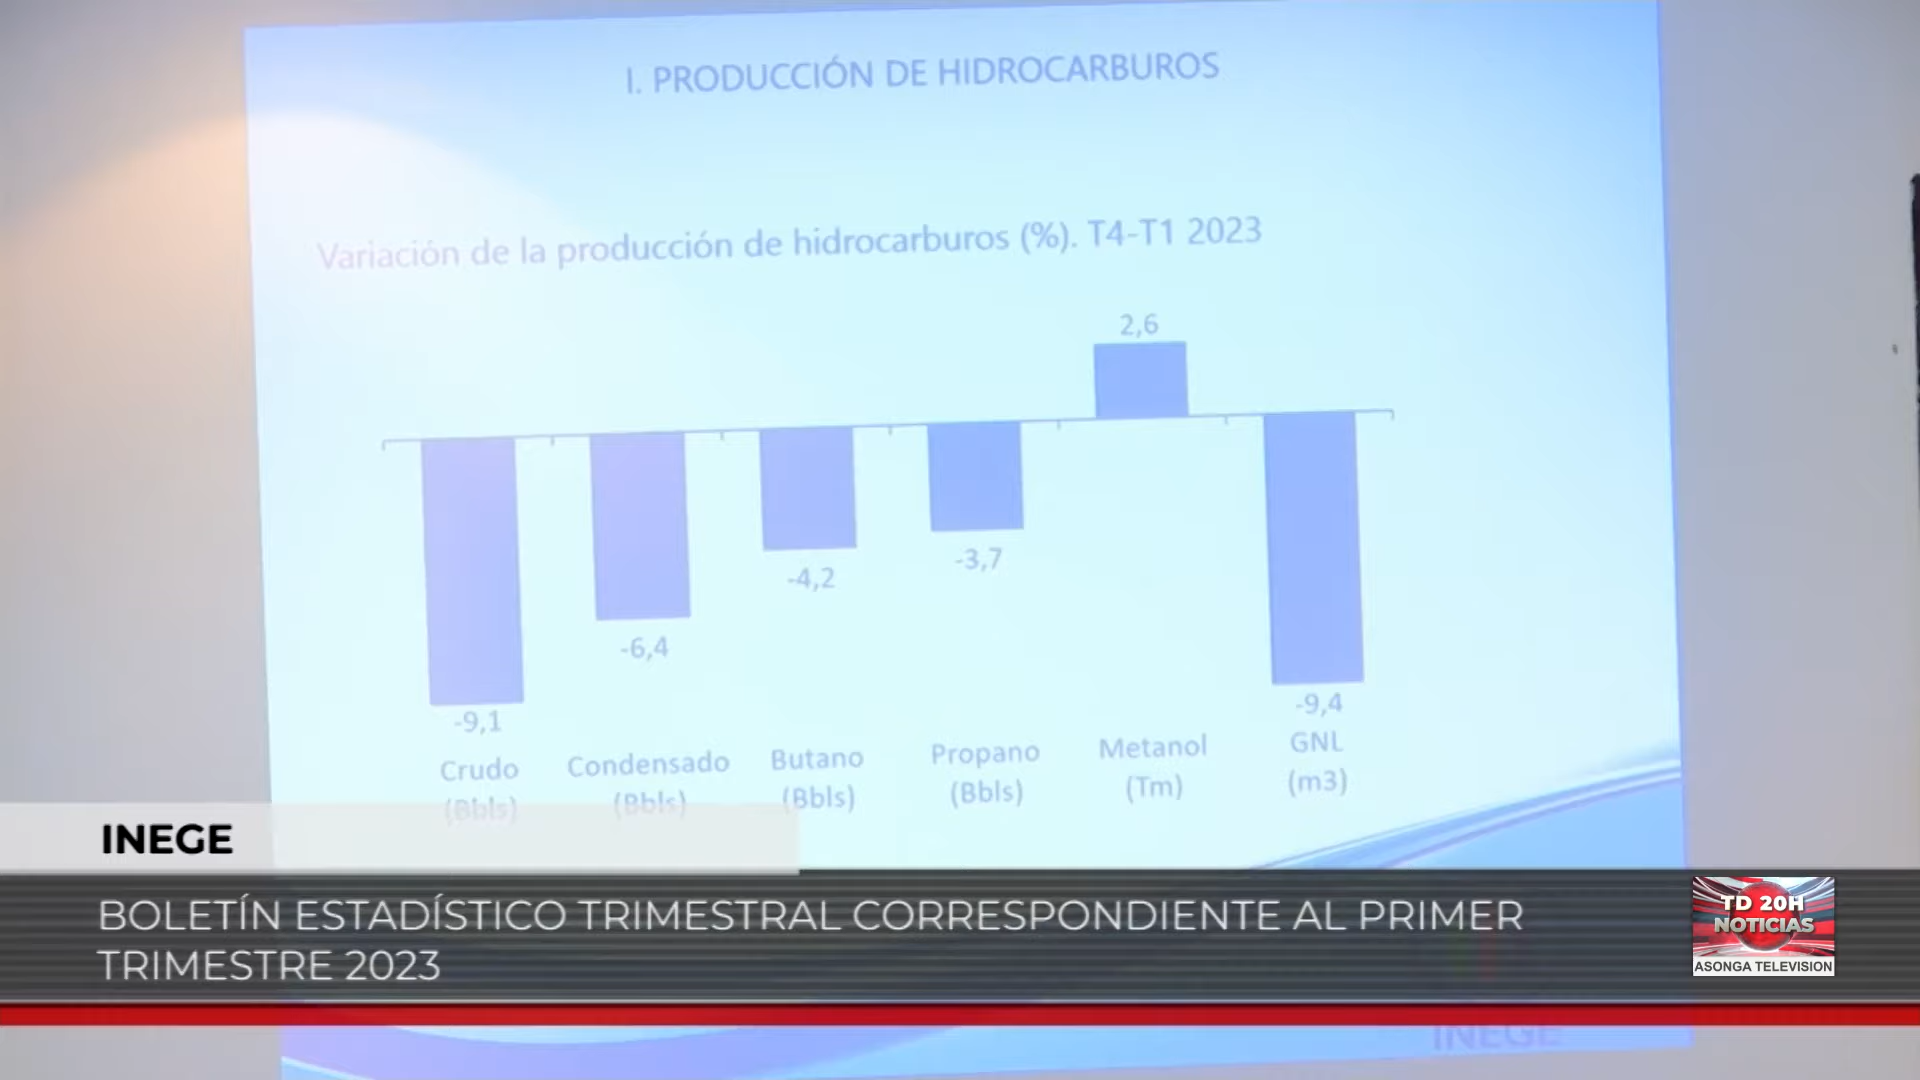 I. PRODUCCIÓN DE HIDROCARBUROS
Variación de la producción de hidrocarburos (%). T4-T1 2023
2,6
-9,1
-6,4
-4,2
-3,7
-9,4
Crudo
(Bbls)
Condensado
(Bbls)
Butano
(Bbls)
Propano
(Bbls)
Metanol
(Tm)
GNL
(m3)
INEGE
BOLETÍN ESTADÍSTICO TRIMESTRAL CORRESPONDIENTE AL PRIMER
TRIMESTRE 2023
TD 20H
NOTICIAS
ASONGA TELEVISION
INEGE